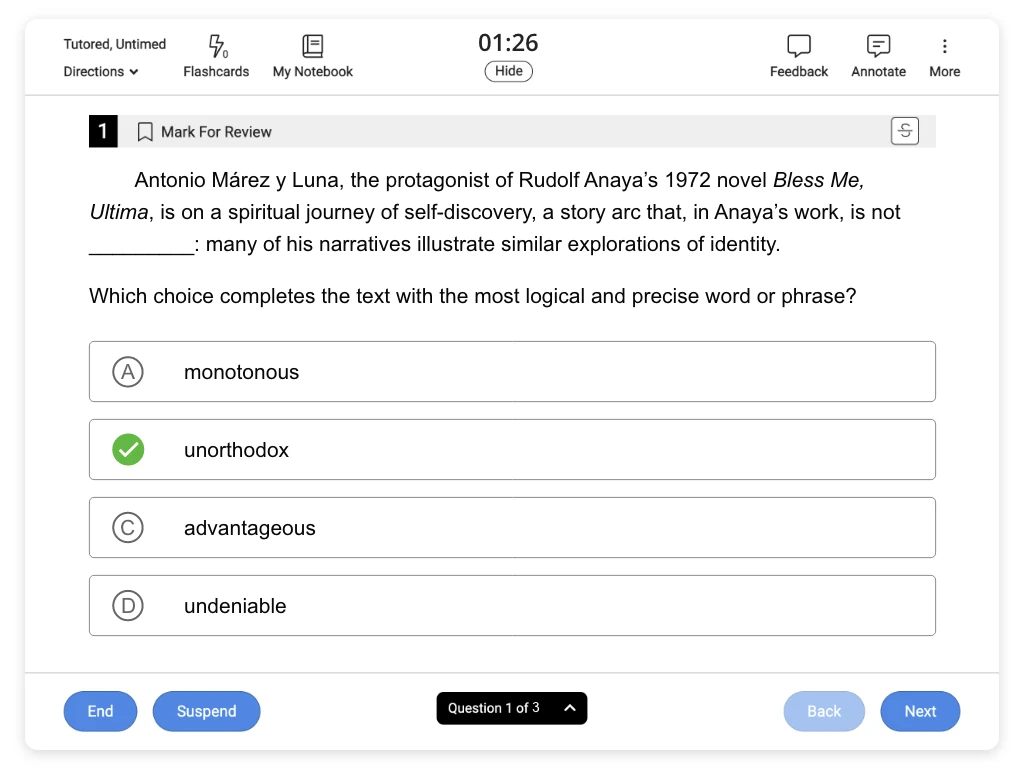 Tutored, Untimed
Directions
0
Flashcards
My Notebook
01:26
Hide
Feedback
Annotate
More
1
Mark For Review
S
Antonio Márez y Luna, the protagonist of Rudolf Anaya’s 1972 novel Bless Me,
Ultima, is on a spiritual journey of self-discovery, a story arc that, in Anaya’s work, is not
_________: many of his narratives illustrate similar explorations of identity.
Which choice completes the text with the most logical and precise word or phrase?
A monotonous
unorthodox
C advantageous
D undeniable
End
Suspend
Question 1 of 3
Back
Next